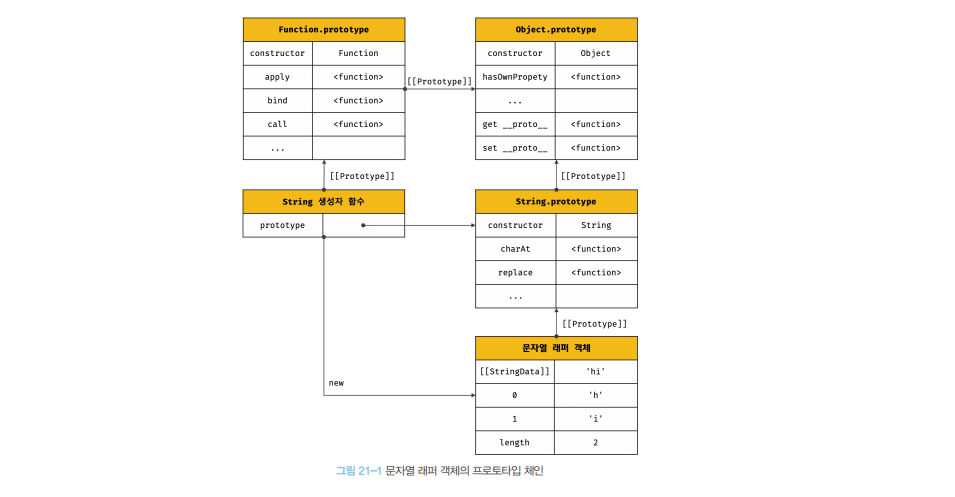 Function.prototype
constructor Function
apply <function>
bind <function>
call <function>
...
[[Prototype]]
Object.prototype
constructor Object
hasOwnPropety <function>
...
get __proto__ <function>
set __proto__ <function>
[[Prototype]]
[[Prototype]]
String 생성자 함수
prototype
String.prototype
constructor String
charAt <function>
replace <function>
...
[[Prototype]]
new
문자열 래퍼 객체
[[StringData]] 'hi'
0 'h'
1 'i'
length 2
그림 21-1 문자열 래퍼 객체의 프로토타입 체인